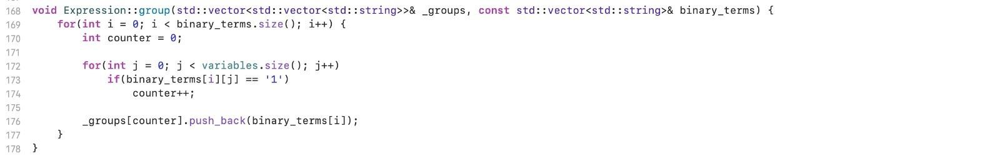 168 void Expression::group(std::vector<std::vector<std::string>>& _groups, const std::vector<std::string>& binary_terms) {
169     for(int i = 0; i < binary_terms.size(); i++) {
170         int counter = 0;
171
172         for(int j = 0; j < variables.size(); j++)
173             if(binary_terms[i][j] == '1')
174                 counter++;
175
176         _groups[counter].push_back(binary_terms[i]);
177     }
178 }